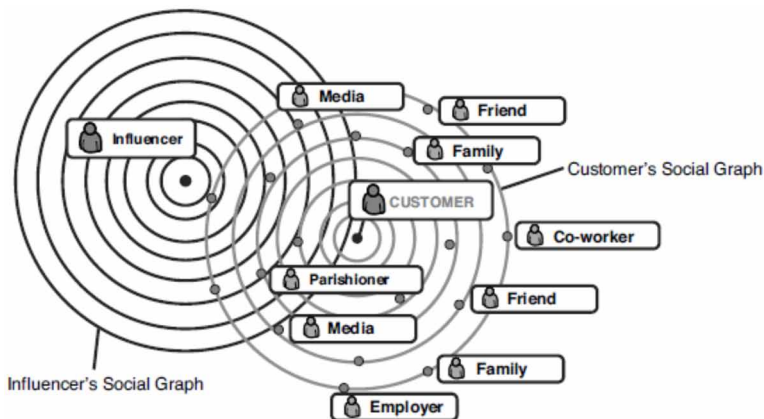 Media
Friend
Influencer
Family
Customer's Social Graph
CUSTOMER
Co-worker
Parishioner
Friend
Media
Family
Influencer's Social Graph
Employer